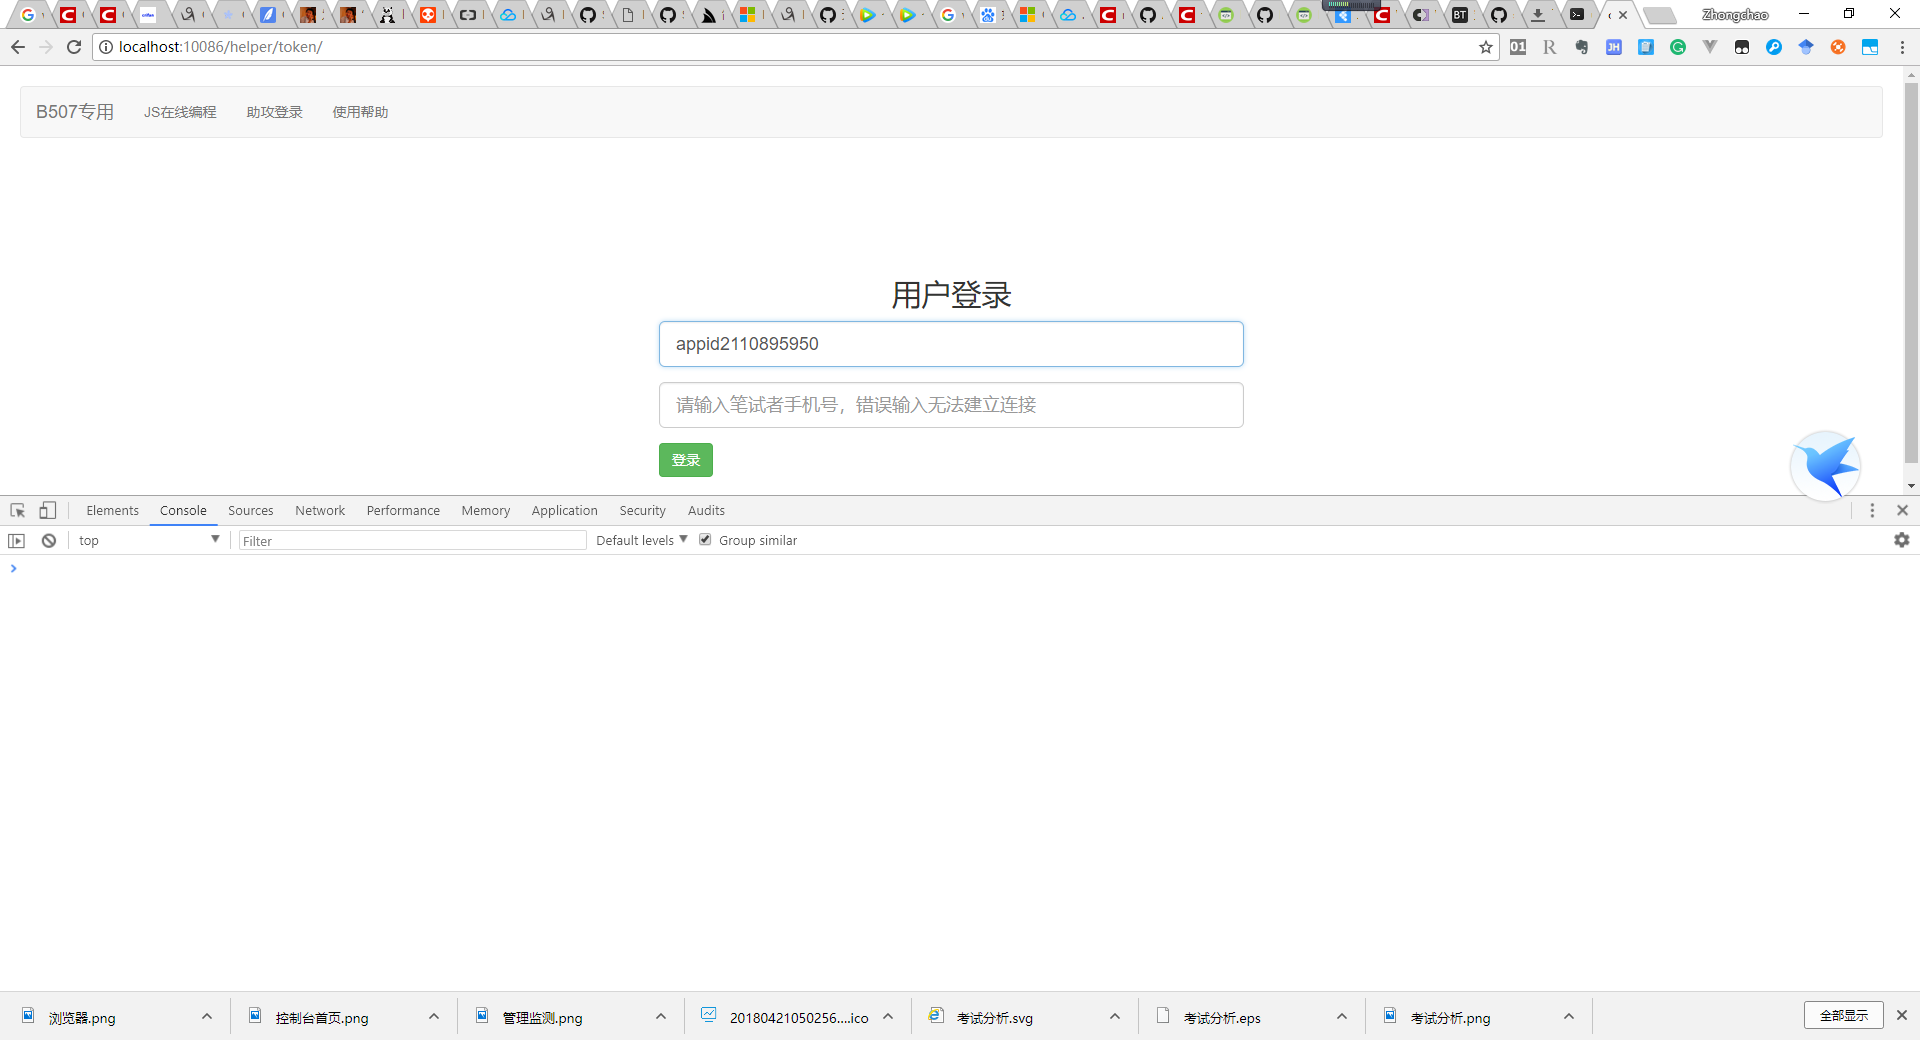 Zhongchao
localhost:10086/helper/token/
B507专用 JS在线编程 助攻登录 使用帮助
用户登录
appid2110895950
请输入笔试者手机号，错误输入无法建立连接
登录
Elements Console Sources Network Performance Memory Application Security Audits
top Filter Default levels Group similar
浏览器.png 控制台首页.png 管理监测.png 20180421050256....ico 考试分析.svg 考试分析.eps 考试分析.png 全部显示